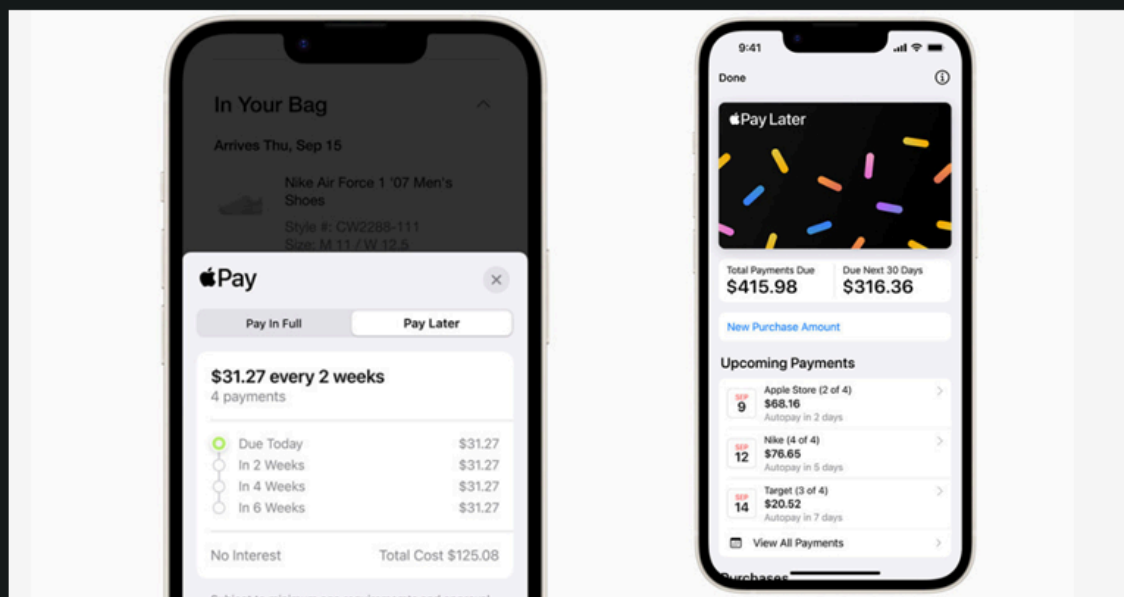 In Your Bag
Arrives Thu, Sep 15
Nike Air Force 1 '07 Men's
Shoes
Style #: CW2288-111
Size: M 11 / W 12.5
Pay
Pay In Full
Pay Later
$31.27 every 2 weeks
4 payments
Due Today $31.27
In 2 Weeks $31.27
In 4 Weeks $31.27
In 6 Weeks $31.27
No Interest Total Cost $125.08
9:41
Done
Pay Later
Total Payments Due
$415.98
Due Next 30 Days
$316.36
New Purchase Amount
Upcoming Payments
SEP
9
Apple Store (2 of 4)
$68.16
Autopay in 2 days
SEP
12
Nike (4 of 4)
$76.65
Autopay in 5 days
SEP
14
Target (3 of 4)
$20.52
Autopay in 7 days
View All Payments
Purchases